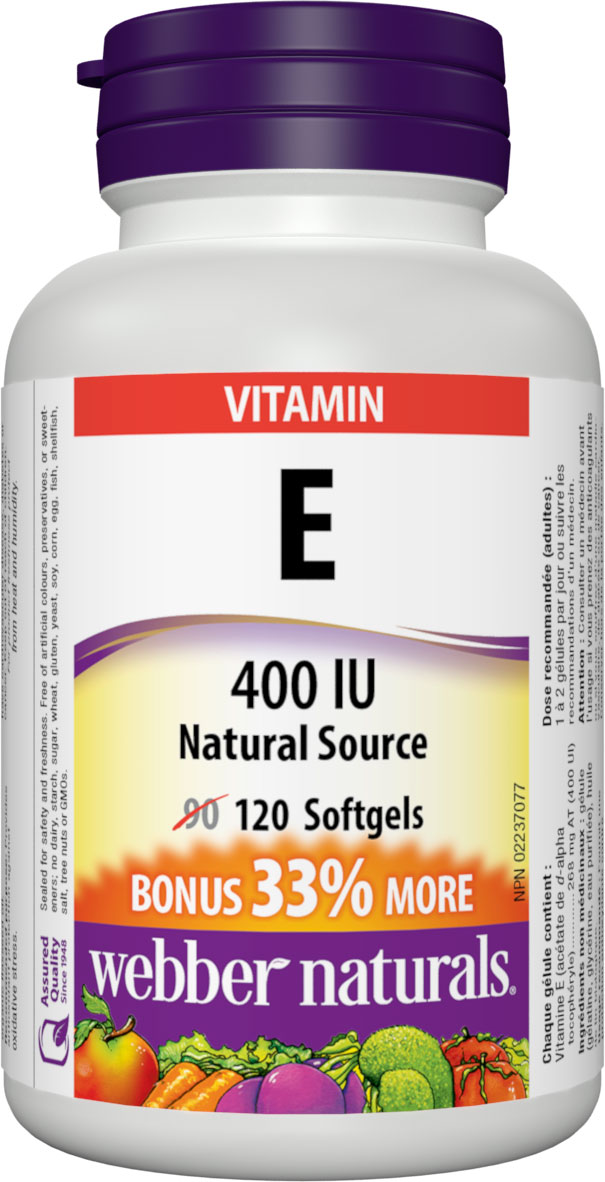 VITAMIN
E
400 IU
Natural Source
90 120 Softgels
BONUS 33% MORE
webber naturals®
NPN 02237077
oxidative stress.
from heat and humidity.
Sealed for safety and freshness. Free of artificial colours, preservatives, or sweet-
eners; no dairy, starch, sugar, wheat, gluten, yeast, soy, corn, egg, fish, shellfish,
salt, tree nuts or GMOs.
Assured
Quality
Since 1948
Chaque gélule contient :
Vitamine E (acétate de d-alpha
tocophéryle) ..... 268 mg AT (400 UI)
Ingrédients non médicinaux : gélule
(gélatine, glycérine, eau purifiée), huile
Dose recommandée (adultes) :
1 à 2 gélules par jour ou suivre les
recommandations d'un médecin.
Attention : Consulter un médecin avant
l'usage si vous prenez des anticoagulants